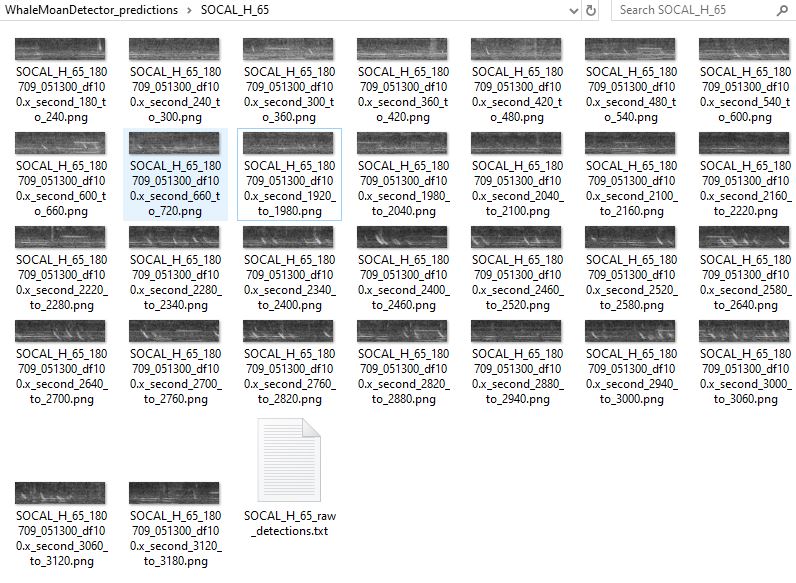 WhaleMoanDetector_predictions > SOCAL_H_65
Search SOCAL_H_65
SOCAL_H_65_180
709_051300_df10
0.x_second_180_t
o_240.png
SOCAL_H_65_180
709_051300_df10
0.x_second_240_t
o_300.png
SOCAL_H_65_180
709_051300_df10
0.x_second_300_t
o_360.png
SOCAL_H_65_180
709_051300_df10
0.x_second_360_t
o_420.png
SOCAL_H_65_180
709_051300_df10
0.x_second_420_t
o_480.png
SOCAL_H_65_180
709_051300_df10
0.x_second_480_t
o_540.png
SOCAL_H_65_180
709_051300_df10
0.x_second_540_t
o_600.png
SOCAL_H_65_180
709_051300_df10
0.x_second_600_t
o_660.png
SOCAL_H_65_180
709_051300_df10
0.x_second_660_t
o_720.png
SOCAL_H_65_180
709_051300_df10
0.x_second_1920_
to_1980.png
SOCAL_H_65_180
709_051300_df10
0.x_second_1980_
to_2040.png
SOCAL_H_65_180
709_051300_df10
0.x_second_2040_
to_2100.png
SOCAL_H_65_180
709_051300_df10
0.x_second_2100_
to_2160.png
SOCAL_H_65_180
709_051300_df10
0.x_second_2160_
to_2220.png
SOCAL_H_65_180
709_051300_df10
0.x_second_2220_
to_2280.png
SOCAL_H_65_180
709_051300_df10
0.x_second_2280_
to_2340.png
SOCAL_H_65_180
709_051300_df10
0.x_second_2340_
to_2400.png
SOCAL_H_65_180
709_051300_df10
0.x_second_2400_
to_2460.png
SOCAL_H_65_180
709_051300_df10
0.x_second_2460_
to_2520.png
SOCAL_H_65_180
709_051300_df10
0.x_second_2520_
to_2580.png
SOCAL_H_65_180
709_051300_df10
0.x_second_2580_
to_2640.png
SOCAL_H_65_180
709_051300_df10
0.x_second_2640_
to_2700.png
SOCAL_H_65_180
709_051300_df10
0.x_second_2700_
to_2760.png
SOCAL_H_65_180
709_051300_df10
0.x_second_2760_
to_2820.png
SOCAL_H_65_180
709_051300_df10
0.x_second_2820_
to_2880.png
SOCAL_H_65_180
709_051300_df10
0.x_second_2880_
to_2940.png
SOCAL_H_65_180
709_051300_df10
0.x_second_2940_
to_3000.png
SOCAL_H_65_180
709_051300_df10
0.x_second_3000_
to_3060.png
SOCAL_H_65_180
709_051300_df10
0.x_second_3060_
to_3120.png
SOCAL_H_65_180
709_051300_df10
0.x_second_3120_
to_3180.png
SOCAL_H_65_raw
_detections.txt